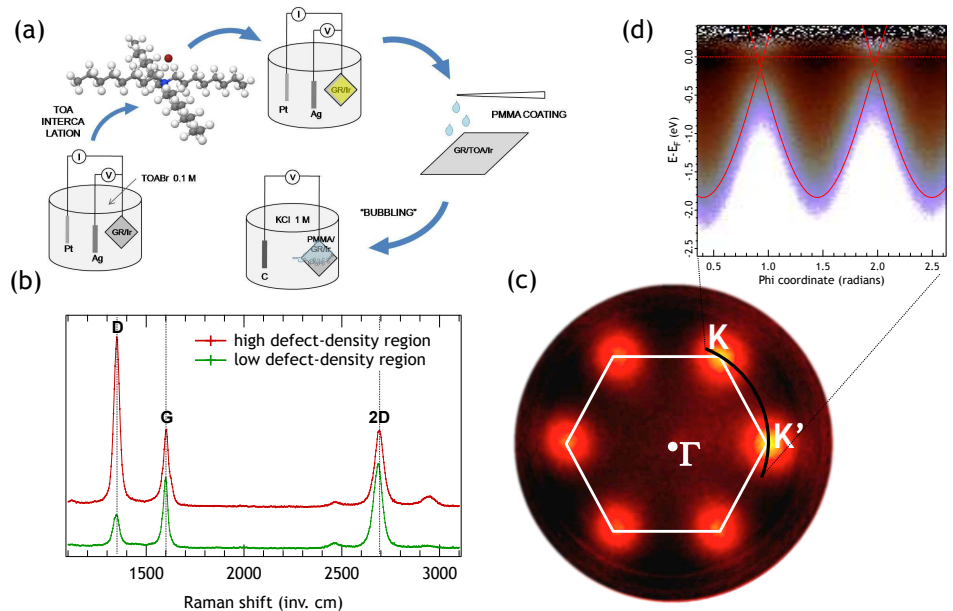 (a)
TOA
INTERCA
LATION
I
V
Pt
Ag
GR/Ir
PMMA COATING
GR/TOA/Ir
I
V
TOABr 0.1 M
Pt
Ag
GR/Ir
V
KCl 1 M
PMMA/
GR/Ir
C
"BUBBLING"
(b)
D
G
2D
high defect-density region
low defect-density region
1500
2000
2500
3000
Raman shift (inv. cm)
(c)
K
K'
Γ
(d)
E-E_F (eV)
0.0
-0.5
-1.0
-1.5
-2.0
-2.5
0.5 1.0 1.5 2.0 2.5
Phi coordinate (radians)